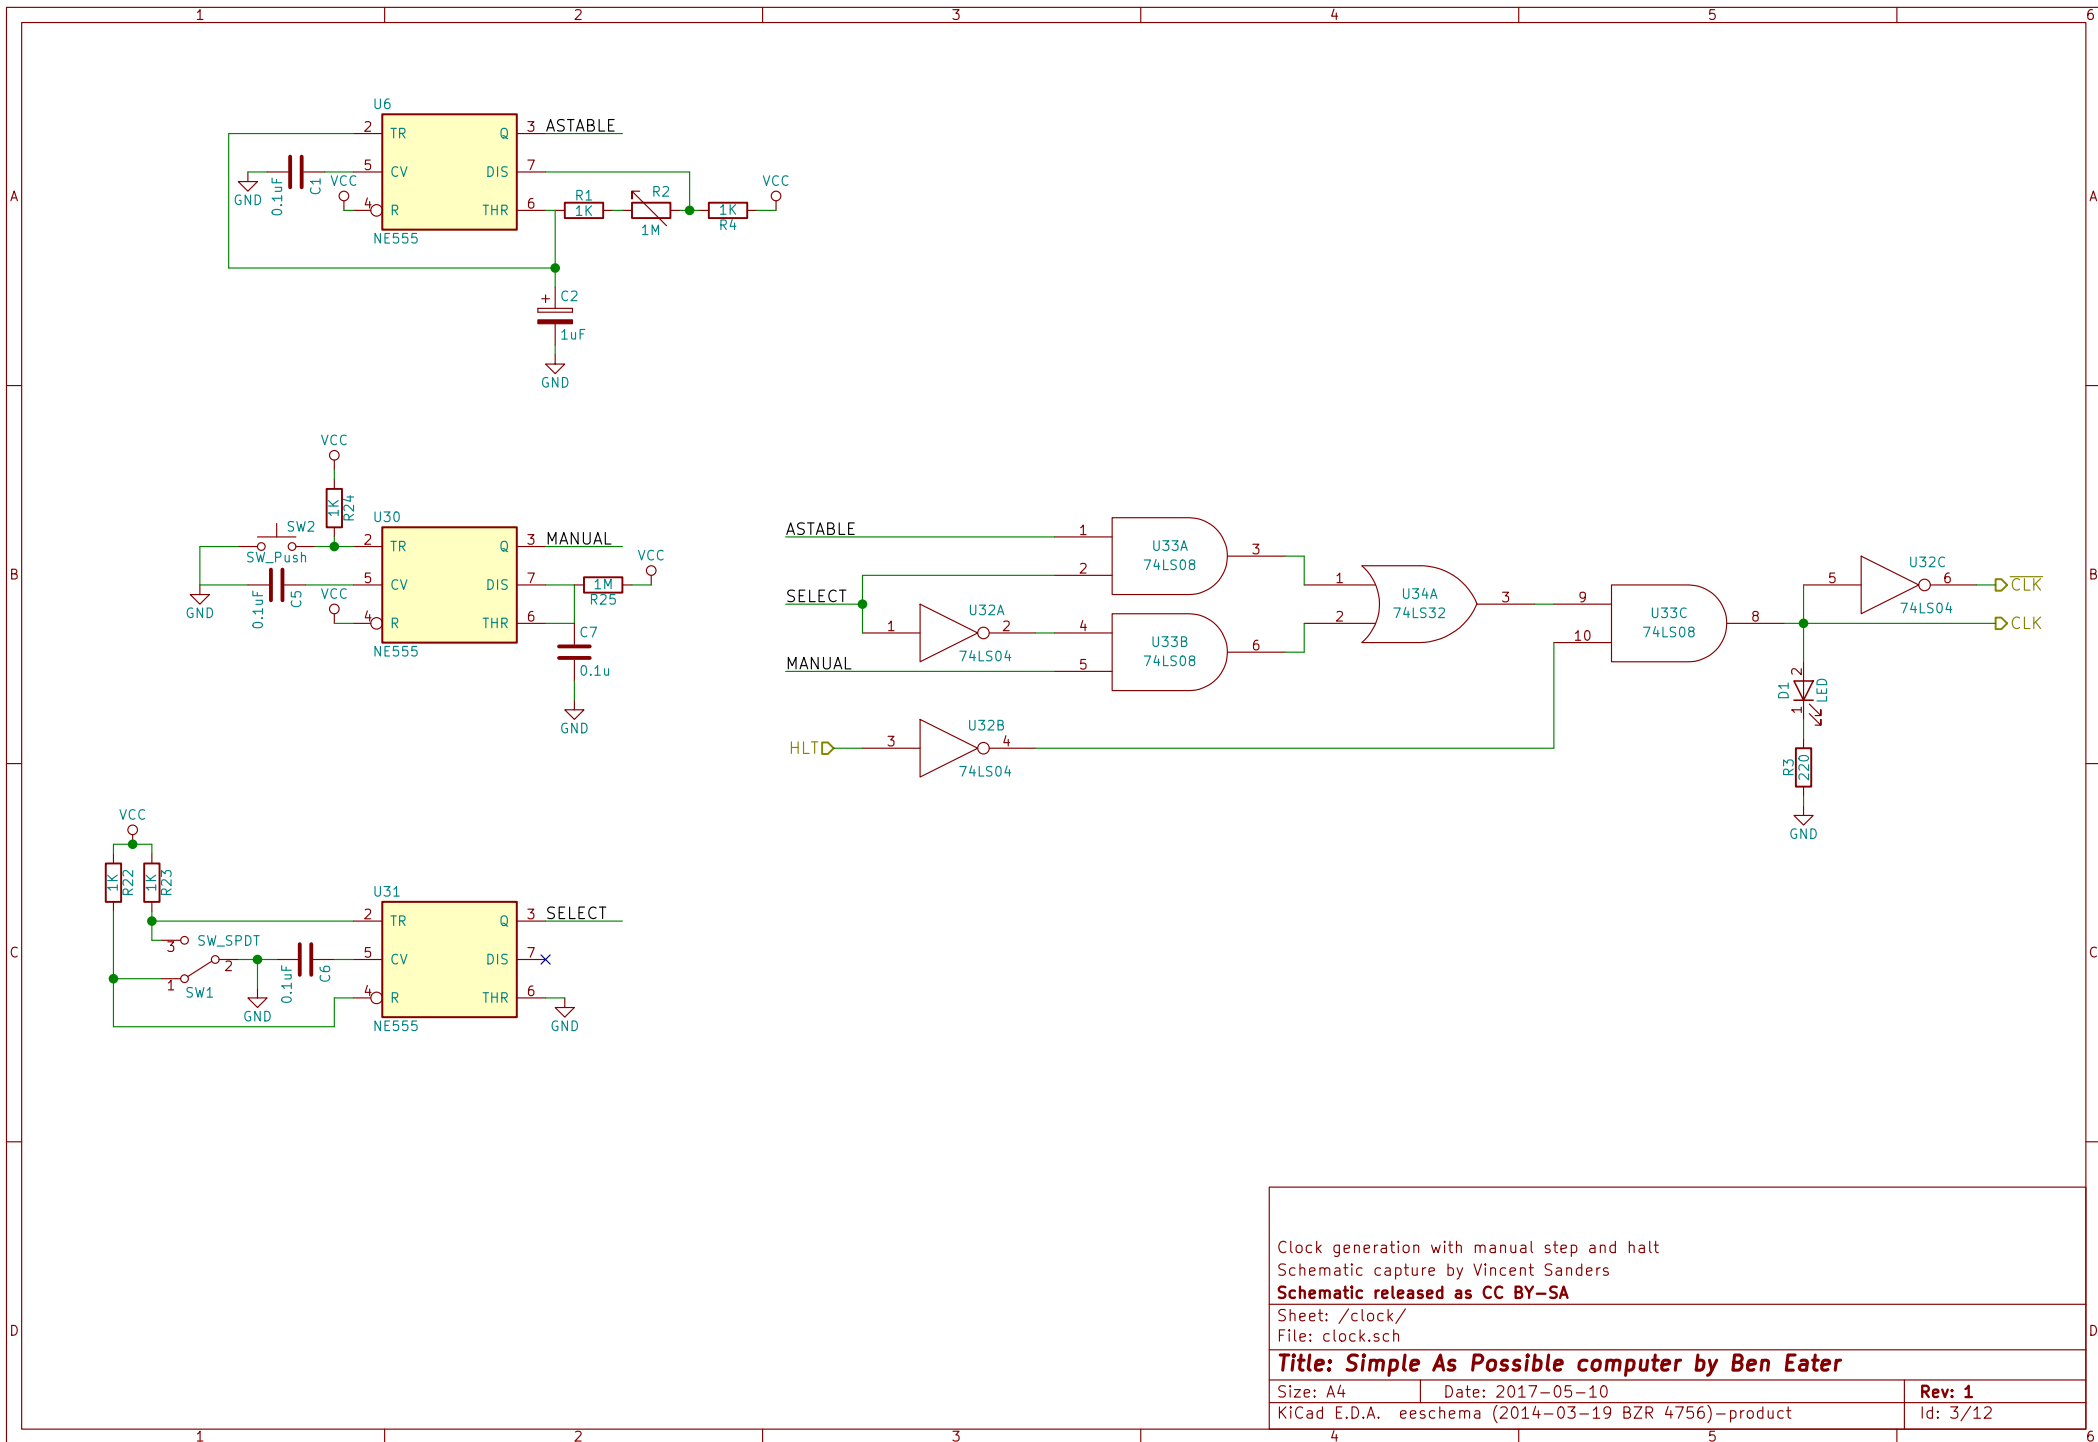 1 2 3 4 5 6
A
U6
2 TR Q 3 ASTABLE
5 CV DIS 7
4 R THR 6
NE555
GND
0.1uF
C1
VCC
R1
1K
R2
1M
1K
R4
VCC
+ C2
1uF
GND
A
B
VCC
1K
R24
U30
SW2
SW_Push
2 TR Q 3 MANUAL
5 CV DIS 7
4 R THR 6
NE555
GND
0.1uF
C5
VCC
1M
R25
VCC
C7
0.1u
GND
ASTABLE
1
2
U33A
74LS08
3
SELECT
1
U32A
2
74LS04
4
5
U33B
74LS08
6
MANUAL
HLT
3
U32B
4
74LS04
1
2
U34A
74LS32
3
9
10
U33C
74LS08
8
5
U32C
6
74LS04
CLK
CLK
2
D1
LED
1
R3
220
GND
B
C
VCC
1K
R22
1K
R23
U31
2 TR Q 3 SELECT
5 CV DIS 7
4 R THR 6
NE555
3
SW_SPDT
2
1
SW1
0.1uF
C6
GND
GND
C
D
Clock generation with manual step and halt
Schematic capture by Vincent Sanders
Schematic released as CC BY-SA
Sheet: /clock/
File: clock.sch
Title: Simple As Possible computer by Ben Eater
Size: A4 Date: 2017-05-10 Rev: 1
KiCad E.D.A. eeschema (2014-03-19 BZR 4756)-product Id: 3/12
D
1 2 3 4 5 6